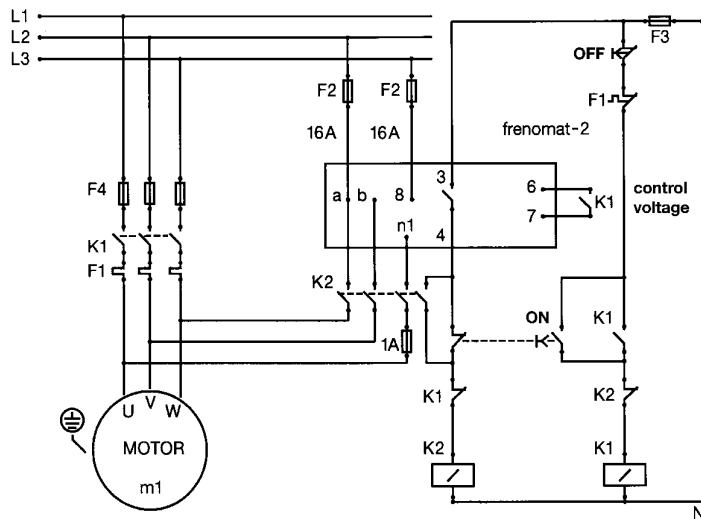 L1
L2
L3
F3
OFF
F2
F2
F1
16A
16A
frenomat-2
F4
a
b
8
3
6
K1
7
control
voltage
n1
4
K1
F1
K2
ON
K1
1A
K1
K2
U
V
W
MOTOR
m1
K2
K1
N